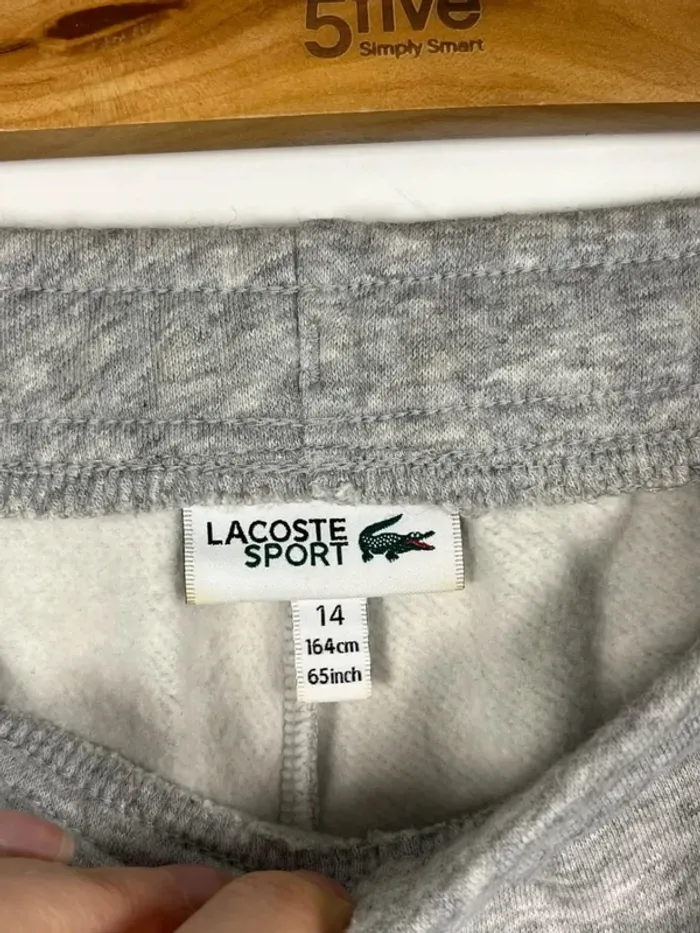 5five
Simply Smart
LACOSTE
SPORT
14
164cm
65inch